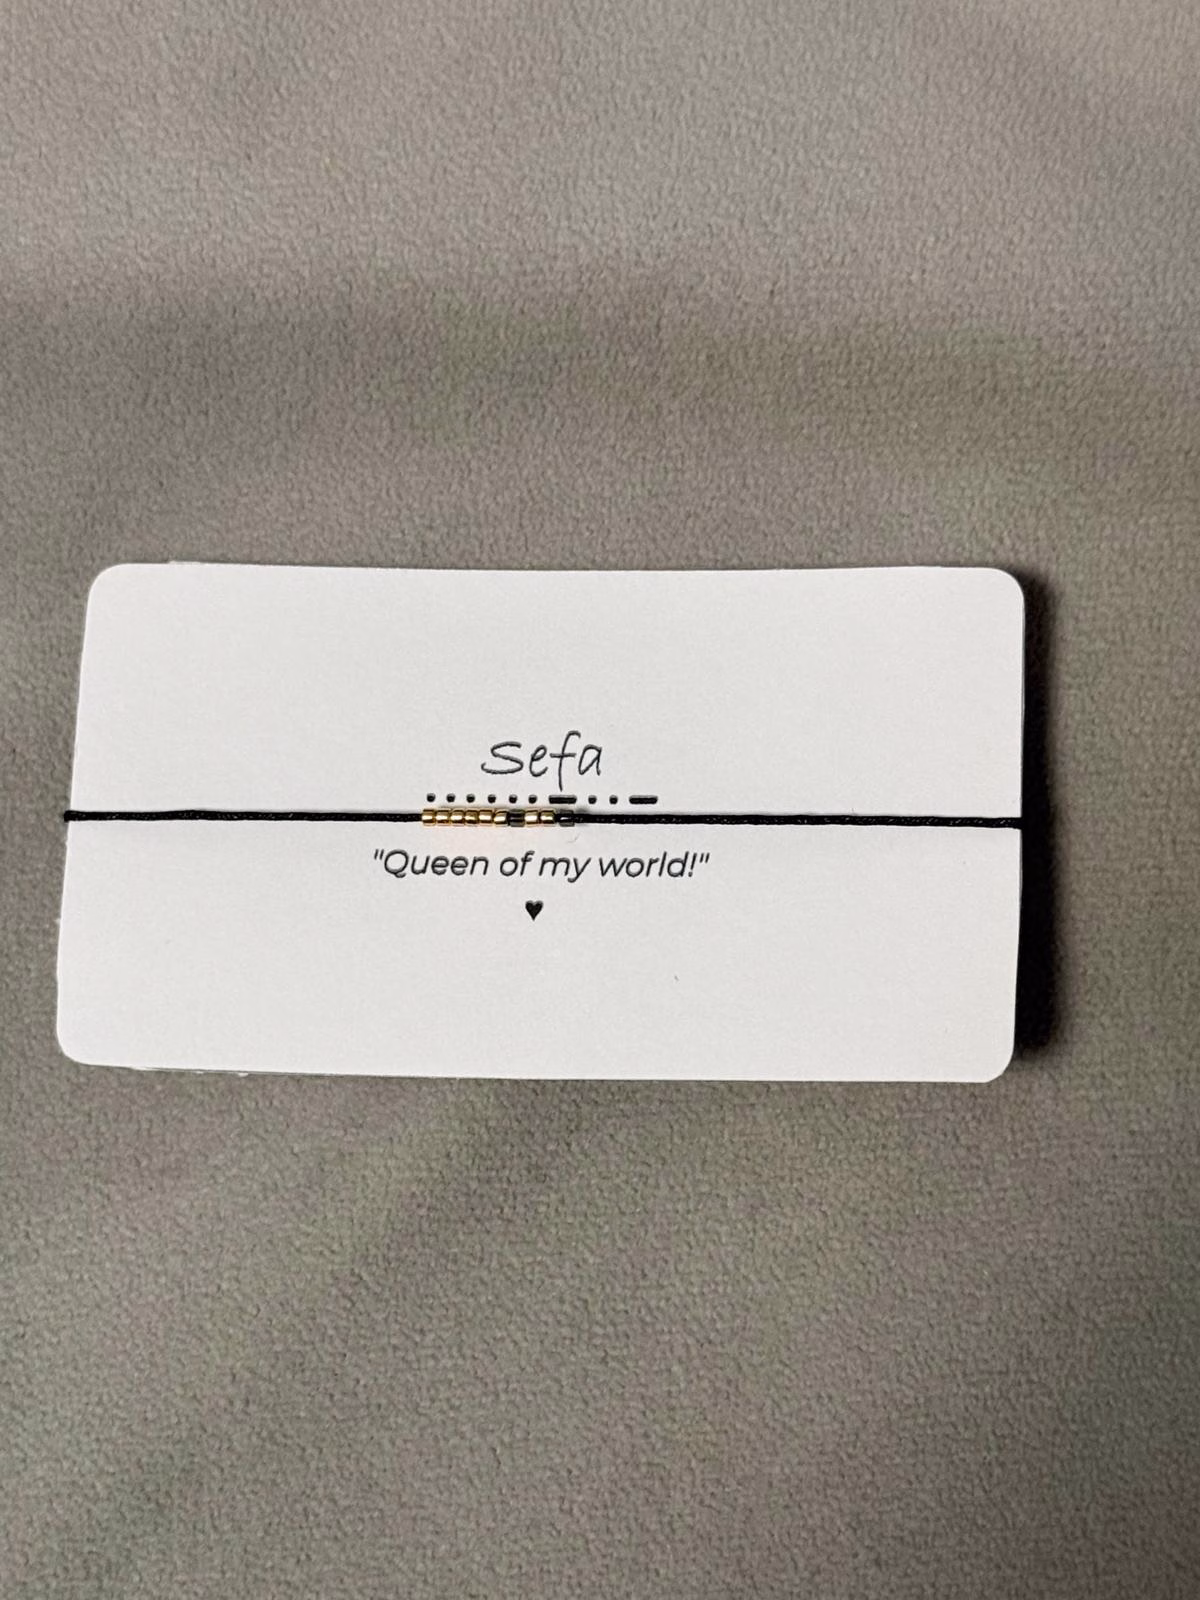 Sefa
. . . . . . - . . -
"Queen of my world!"
♥